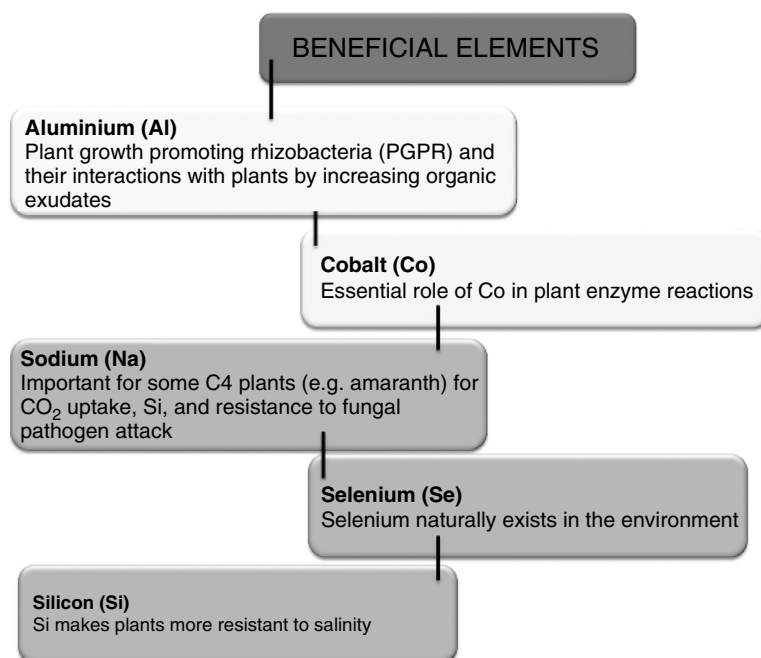 BENEFICIAL ELEMENTS
Aluminium (Al)
Plant growth promoting rhizobacteria (PGPR) and
their interactions with plants by increasing organic
exudates
Cobalt (Co)
Essential role of Co in plant enzyme reactions
Sodium (Na)
Important for some C4 plants (e.g. amaranth) for
CO₂ uptake, Si, and resistance to fungal
pathogen attack
Selenium (Se)
Selenium naturally exists in the environment
Silicon (Si)
Si makes plants more resistant to salinity